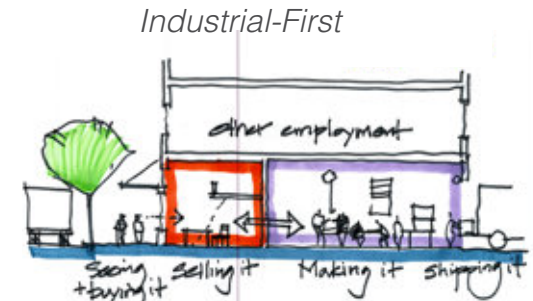 Industrial-First
other employment
Seeing
+buying it
Selling it
Making it
Shipping it